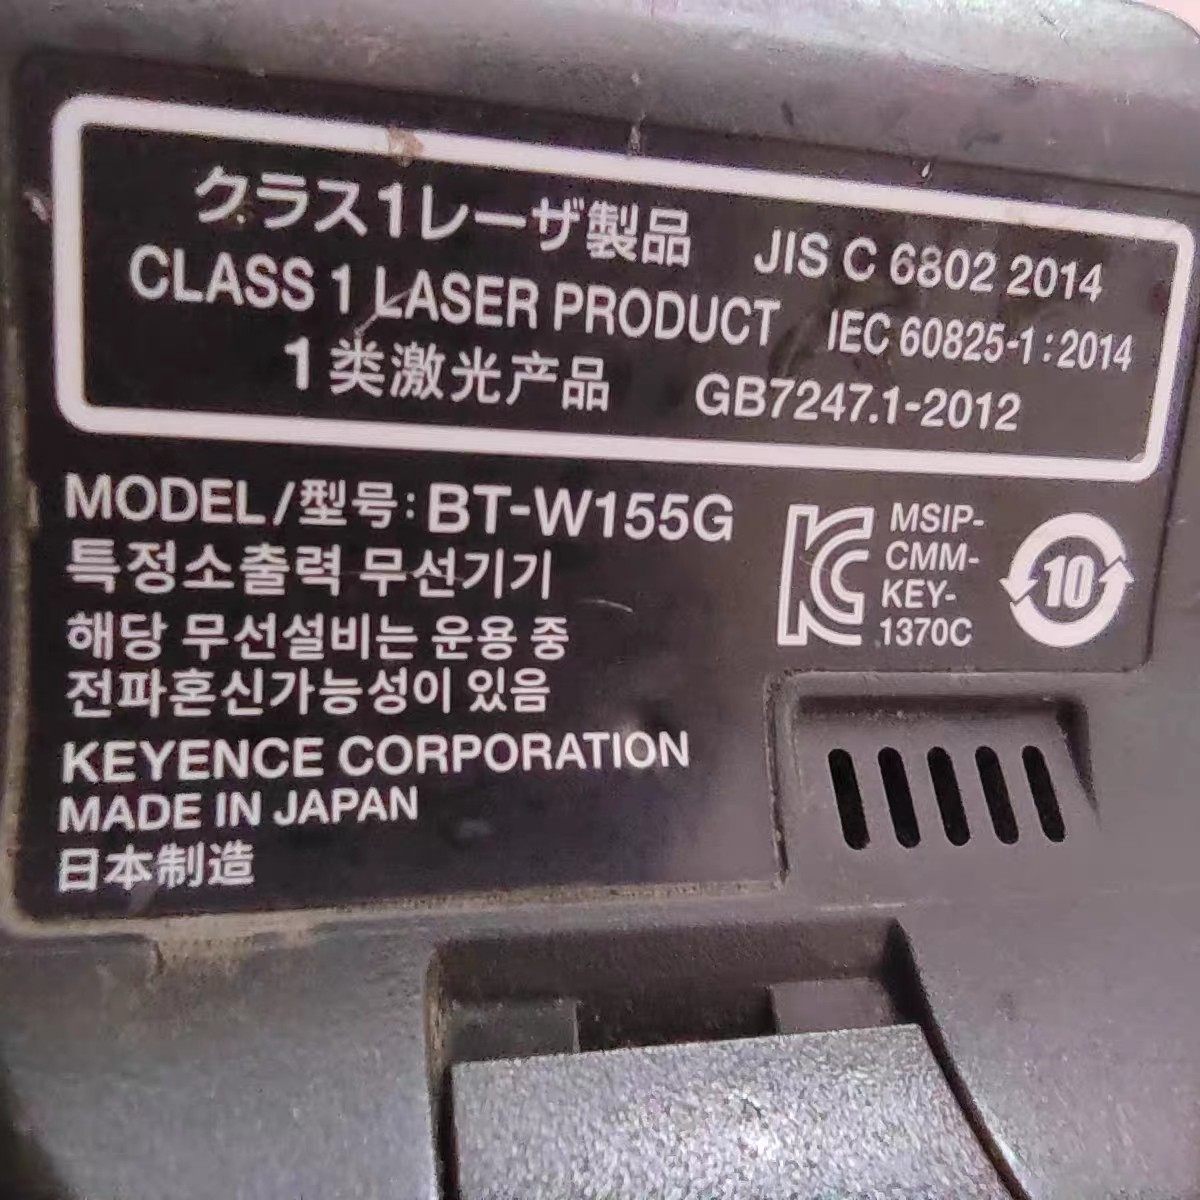 クラス1レーザ製品 JIS C 6802 2014
CLASS 1 LASER PRODUCT IEC 60825-1:2014
1类激光产品 GB7247.1-2012
MODEL/型号: BT-W155G
특정소출력 무선기기
해당 무선설비는 운용 중
전파혼신가능성이 있음
KEYENCE CORPORATION
MADE IN JAPAN
日本制造
MSIP-
CMM-
KEY-
1370C
10